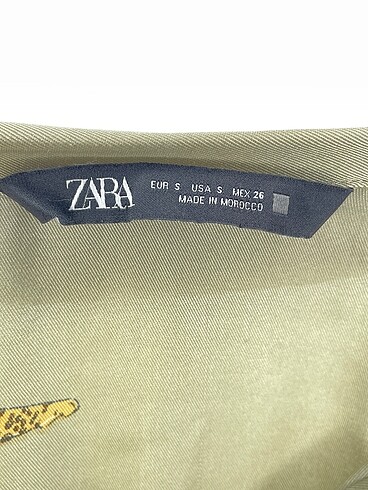 ZARA
EUR S USA S MEX 26
MADE IN MOROCCO